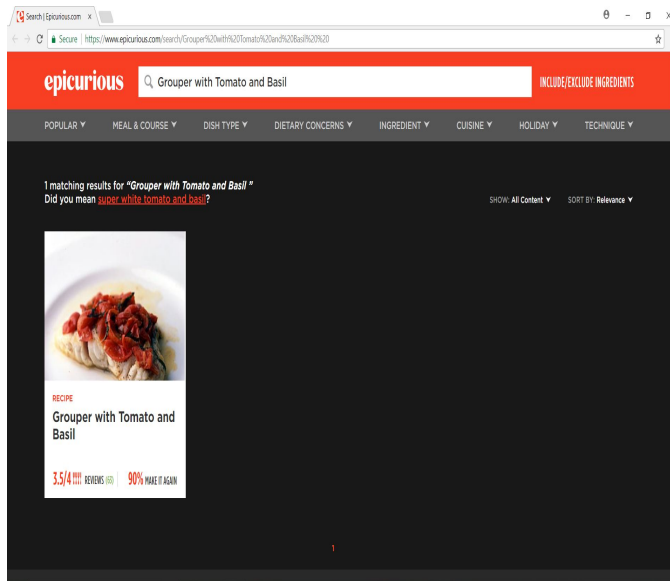 Search | Epicurious.com
Secure | https://www.epicurious.com/search/Grouper%20with%20Tomato%20and%20Basil%20%20
epicurious
Grouper with Tomato and Basil
INCLUDE/EXCLUDE INGREDIENTS
POPULAR MEAL & COURSE DISH TYPE DIETARY CONCERNS INGREDIENT CUISINE HOLIDAY TECHNIQUE
1 matching results for "Grouper with Tomato and Basil "
Did you mean super white tomato and basil?
SHOW: All Content SORT BY: Relevance
RECIPE
Grouper with Tomato and
Basil
3.5/4 REVIEWS (60) 90% MAKE IT AGAIN
1